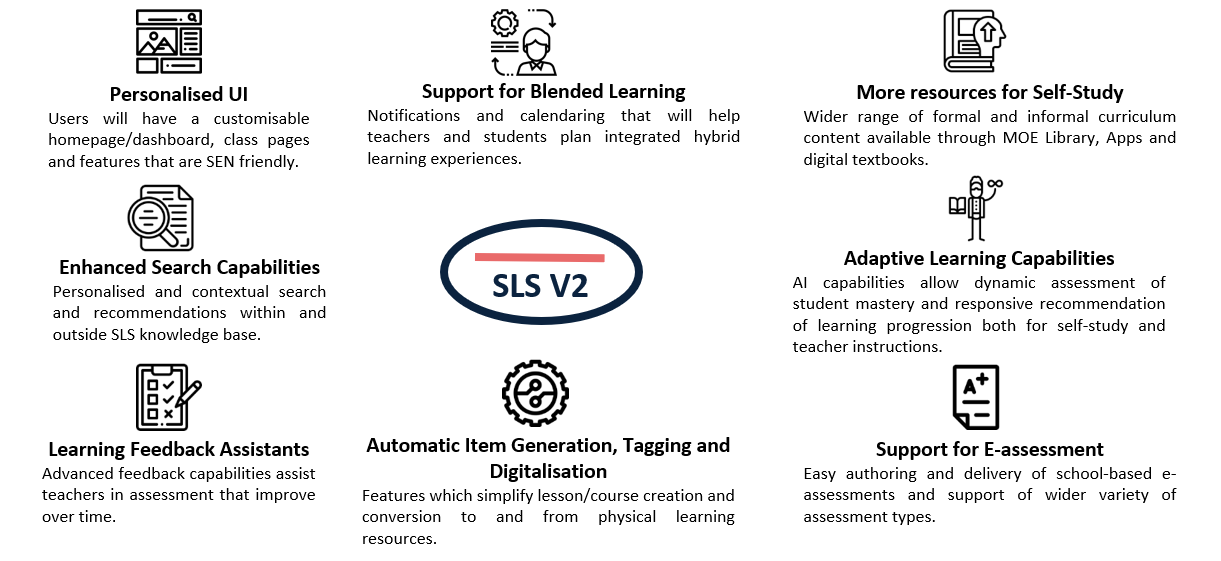 Personalised UI
Users will have a customisable
homepage/dashboard, class pages
and features that are SEN friendly.
Support for Blended Learning
Notifications and calendaring that will help
teachers and students plan integrated hybrid
learning experiences.
More resources for Self-Study
Wider range of formal and informal curriculum
content available through MOE Library, Apps and
digital textbooks.
Enhanced Search Capabilities
Personalised and contextual search
and recommendations within and
outside SLS knowledge base.
SLS V2
Adaptive Learning Capabilities
AI capabilities allow dynamic assessment of
student mastery and responsive recommendation
of learning progression both for self-study and
teacher instructions.
Learning Feedback Assistants
Advanced feedback capabilities assist
teachers in assessment that improve
over time.
Automatic Item Generation, Tagging and
Digitalisation
Features which simplify lesson/course creation and
conversion to and from physical learning
resources.
A+
Support for E-assessment
Easy authoring and delivery of school-based e-
assessments and support of wider variety of
assessment types.